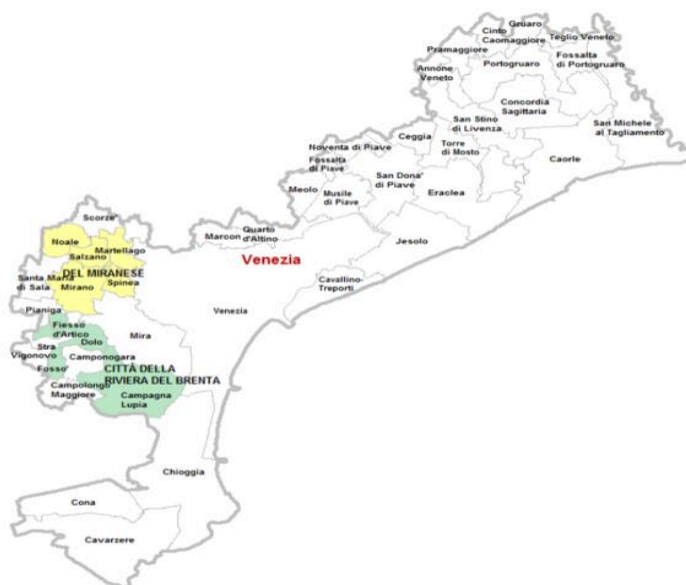 Gruaro
Cinto
Caomaggiore
Teglio Veneto
Pramaggiore
Portogruaro
Fossalta
di Portogruaro
Annone
Veneto
Concordia
Sagittaria
San Stino
di Livenza
San Michele
al Tagliamento
Ceggia
Torre
di Mosto
Noventa di Piave
Fossalta
di Piave
Caorle
San Dona'
di Piave
Meolo
Musile
di Piave
Eraclea
Scorze'
Marcon
Quarto
d'Altino
Jesolo
Noale
Martellago
Salzano
Venezia
DEL MIRANESE
Santa Maria
di Sala
Mirano
Spinea
Cavallino-
Treporti
Pianiga
Venezia
Fiesso
d'Artico
Dolo
Mira
Stra
Vigonovo
Camponogara
Fosso'
CITTÀ DELLA
RIVIERA DEL BRENTA
Campolongo
Maggiore
Campagna
Lupia
Chioggia
Cona
Cavarzere